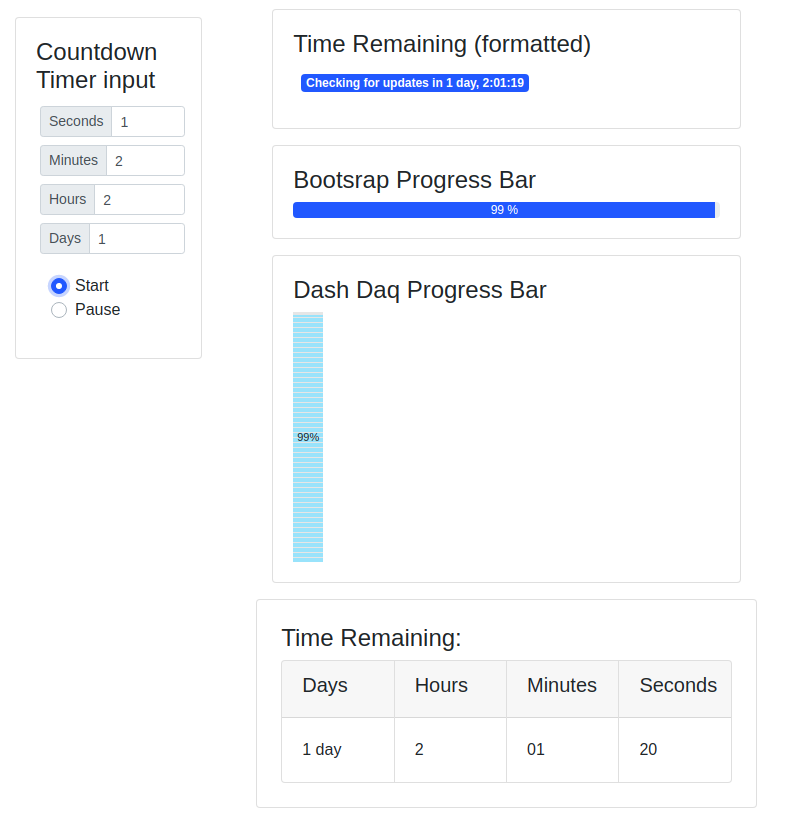 Countdown
Timer input
Seconds 1
Minutes 2
Hours 2
Days 1
Start
Pause
Time Remaining (formatted)
Checking for updates in 1 day, 2:01:19
Bootsrap Progress Bar
99 %
Dash Daq Progress Bar
99%
Time Remaining:
Days Hours Minutes Seconds
1 day 2 01 20